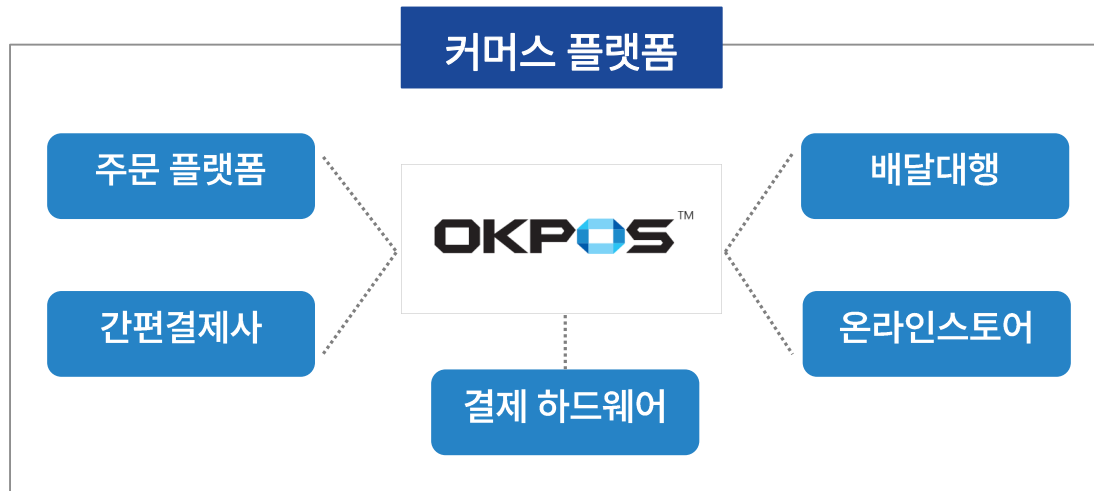 커머스 플랫폼
주문 플랫폼
배달대행
OKPOS™
간편결제사
온라인스토어
결제 하드웨어